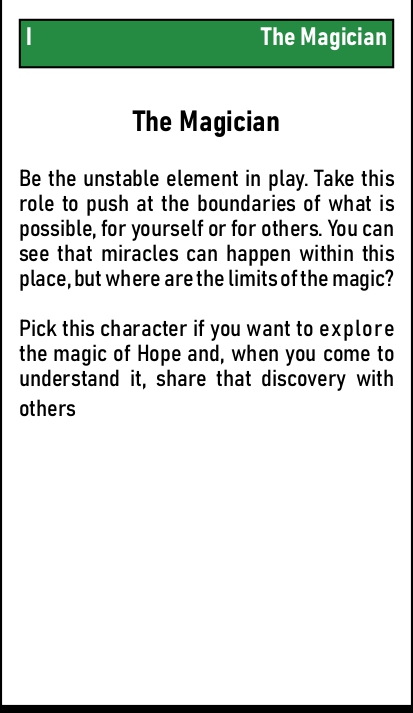 I The Magician
The Magician
Be the unstable element in play. Take this
role to push at the boundaries of what is
possible, for yourself or for others. You can
see that miracles can happen within this
place, but where are the limits of the magic?
Pick this character if you want to explore
the magic of Hope and, when you come to
understand it, share that discovery with
others